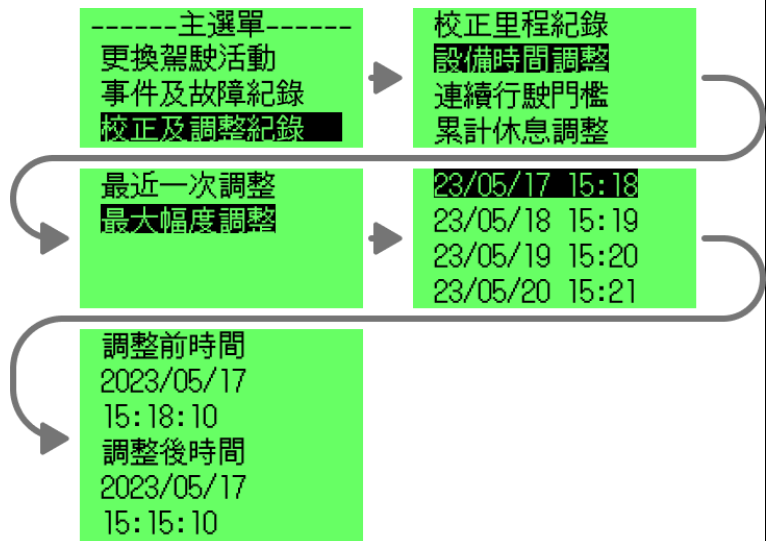 ------主選單------
更換駕駛活動
事件及故障紀錄
校正及調整紀錄
校正里程紀錄
設備時間調整
連續行駛門檻
累計休息調整
最近一次調整
最大幅度調整
23/05/17 15:18
23/05/18 15:19
23/05/19 15:20
23/05/20 15:21
調整前時間
2023/05/17
15:18:10
調整後時間
2023/05/17
15:15:10